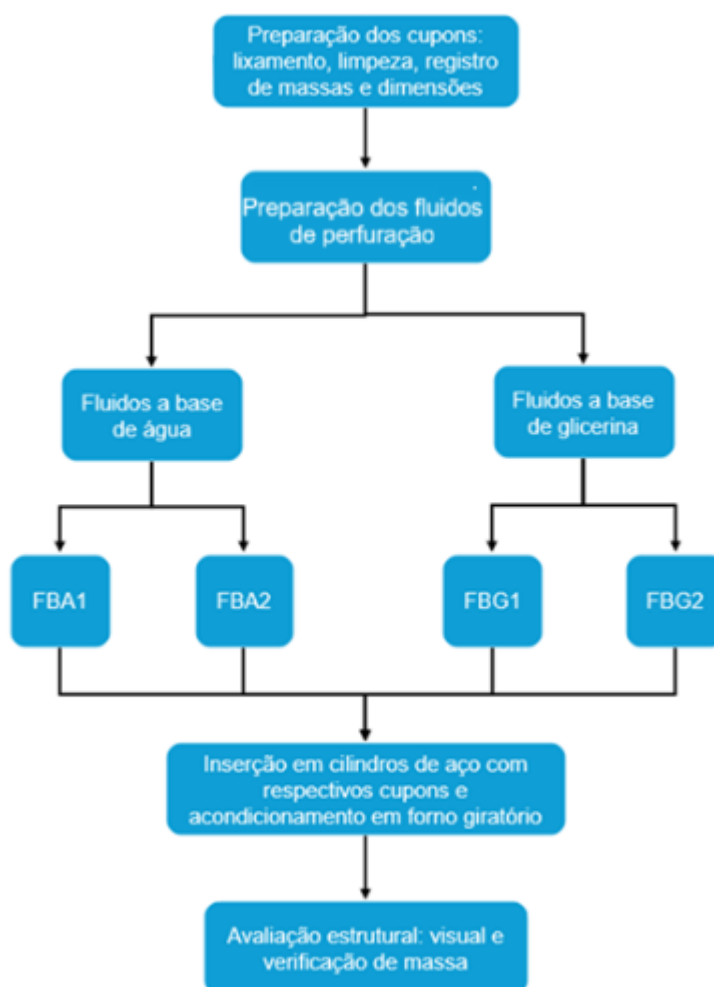 Preparação dos cupons:
lixamento, limpeza, registro
de massas e dimensões
Preparação dos fluidos
de perfuração
Fluidos a base
de água
Fluidos a base
de glicerina
FBA1
FBA2
FBG1
FBG2
Inserção em cilindros de aço com
respectivos cupons e
acondicionamento em forno giratório
Avaliação estrutural: visual e
verificação de massa